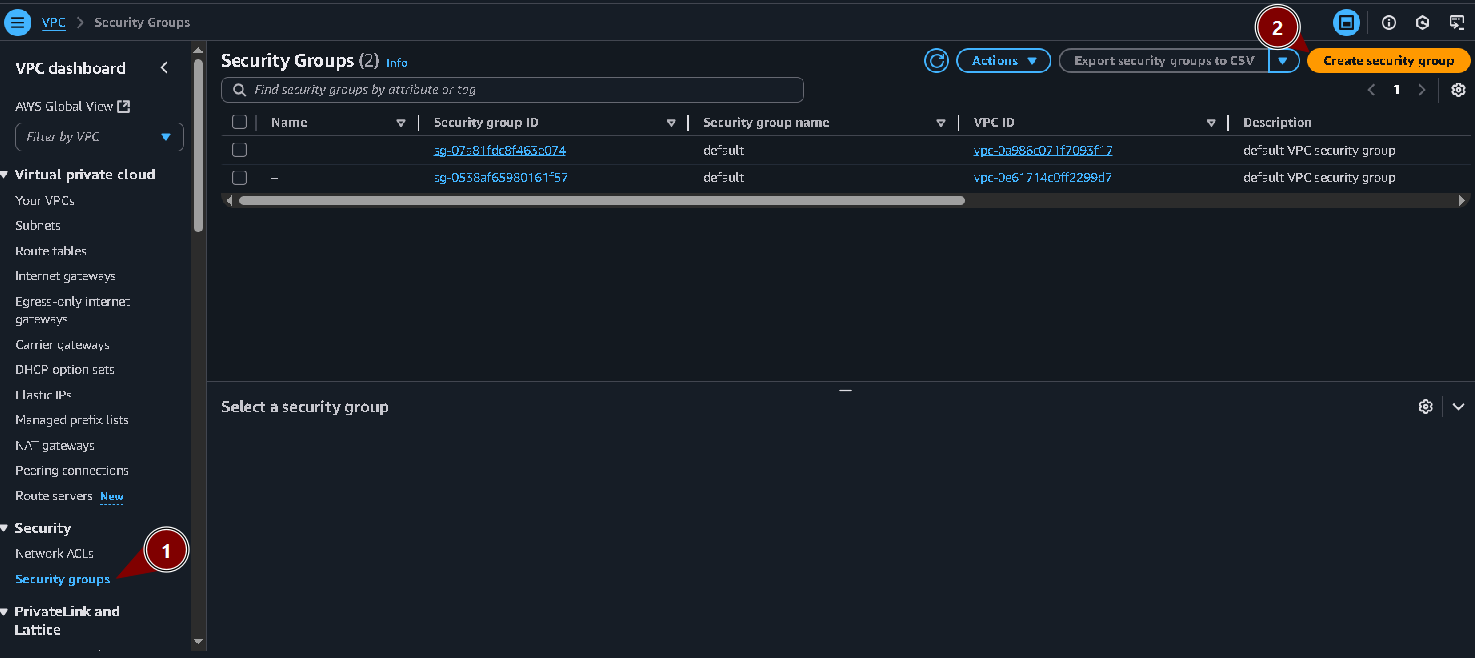 VPC > Security Groups
2
VPC dashboard
AWS Global View
Filter by VPC
Virtual private cloud
Your VPCs
Subnets
Route tables
Internet gateways
Egress-only internet
gateways
Carrier gateways
DHCP option sets
Elastic IPs
Managed prefix lists
NAT gateways
Peering connections
Route servers New
Security
Network ACLs
Security groups
1
PrivateLink and
Lattice
Security Groups (2) Info
Actions
Export security groups to CSV
Create security group
Find security groups by attribute or tag
1
Name Security group ID Security group name VPC ID Description
sg-07a81fdc8f463e074 default vpc-0a986c071f7093f17 default VPC security group
– sg-0538af65980161f57 default vpc-0e61714c0ff2299d7 default VPC security group
Select a security group